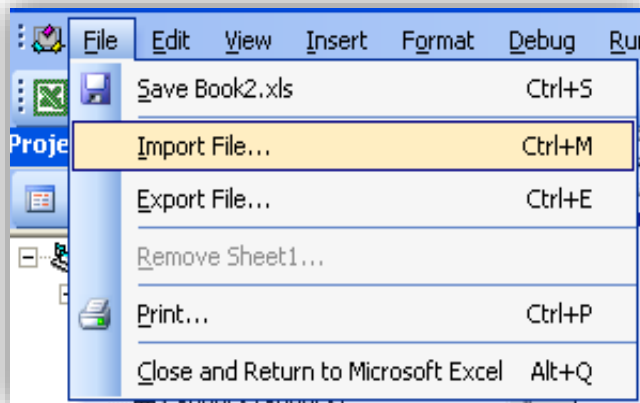 File Edit View Insert Format Debug Ru
Save Book2.xls Ctrl+S
Proje
Import File... Ctrl+M
Export File... Ctrl+E
Remove Sheet1...
Print... Ctrl+P
Close and Return to Microsoft Excel Alt+Q